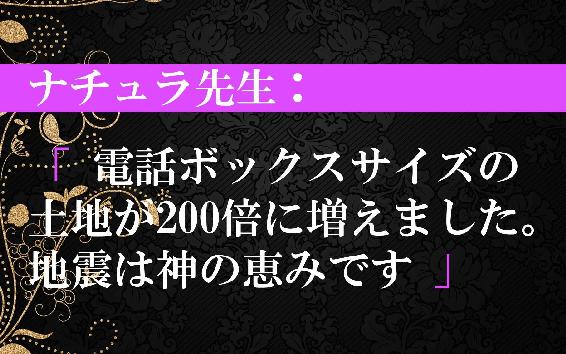 ナチュラ先生：
「 電話ボックスサイズの
土地が200倍に増えました。
地震は神の恵みです 」